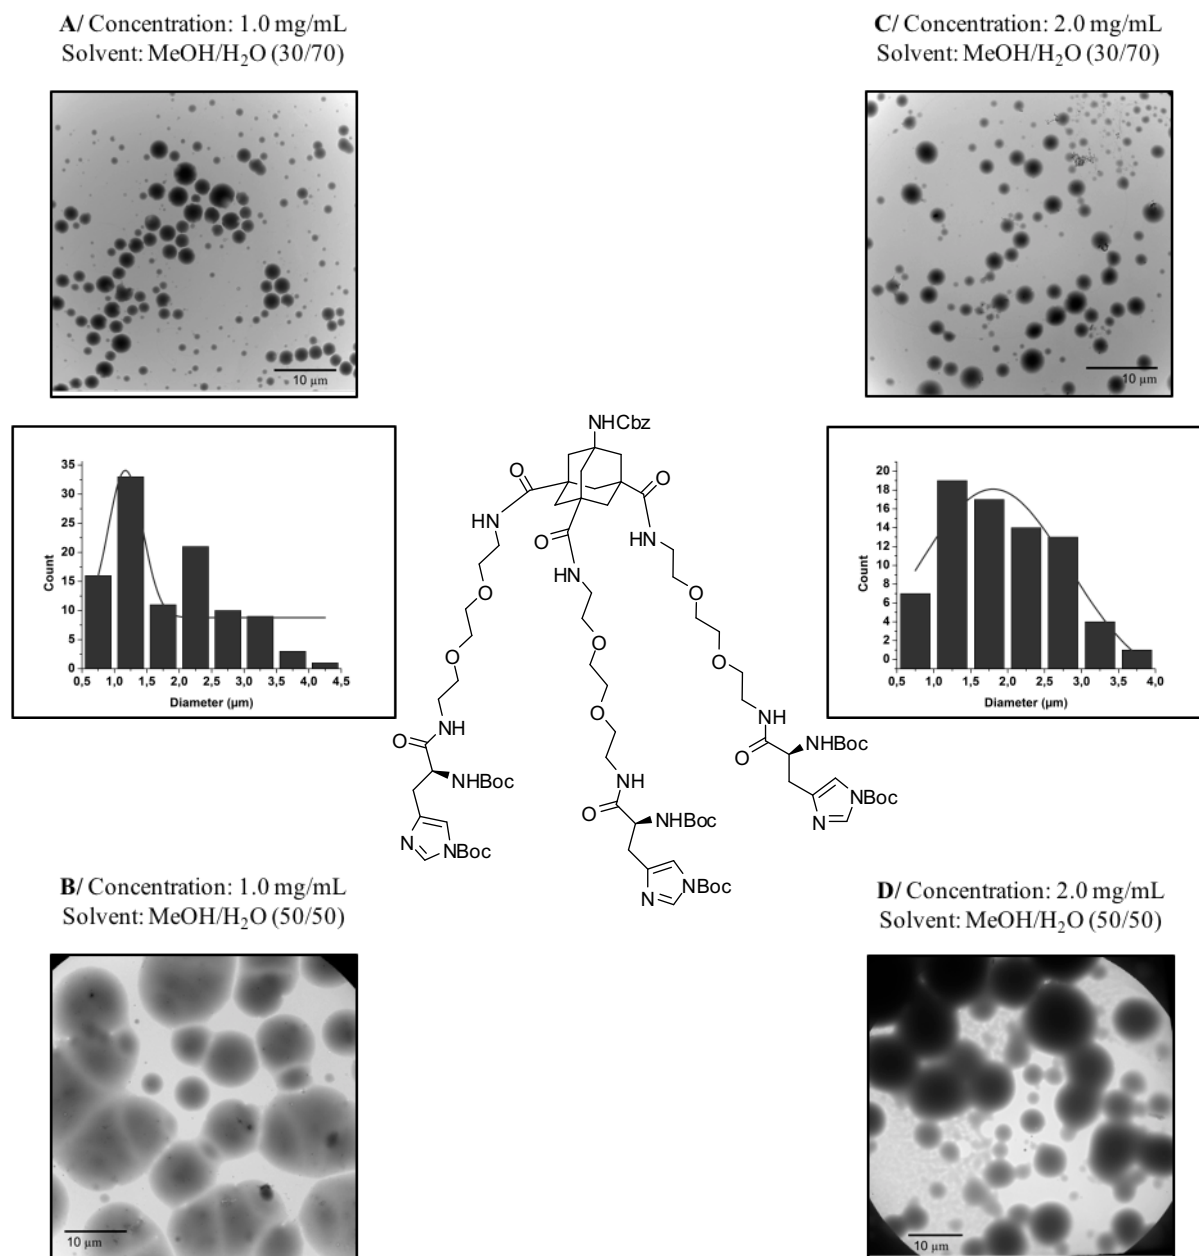 A/ Concentration: 1.0 mg/mL
Solvent: MeOH/H₂O (30/70)
10 µm
35
30
25
20
15
10
5
0
Count
0,5 1,0 1,5 2,0 2,5 3,0 3,5 4,0 4,5
Diameter (µm)
C/ Concentration: 2.0 mg/mL
Solvent: MeOH/H₂O (30/70)
10 µm
20
18
16
14
12
10
8
6
4
2
0
Count
0,5 1,0 1,5 2,0 2,5 3,0 3,5 4,0
Diameter (µm)
NHCbz
O
O
HN
O
HN
HN
O
O
O
O
O
O
NH
O
NHBoc
N
NBoc
NH
O
NHBoc
N
NBoc
NH
O
NHBoc
N
NBoc
B/ Concentration: 1.0 mg/mL
Solvent: MeOH/H₂O (50/50)
10 µm
D/ Concentration: 2.0 mg/mL
Solvent: MeOH/H₂O (50/50)
10 µm